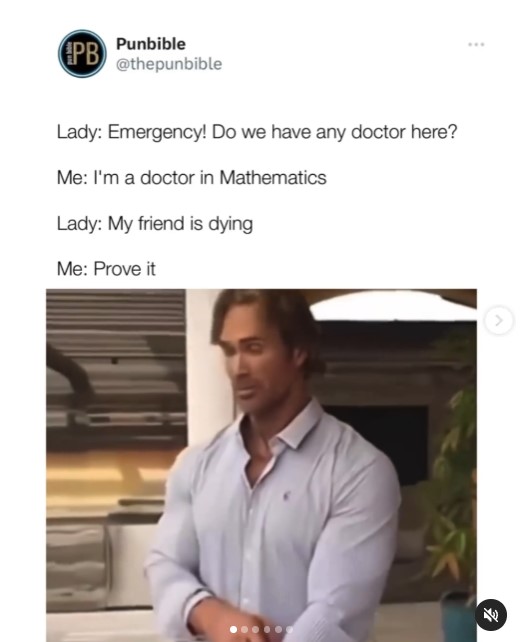 Punbible
@thepunbible
Lady: Emergency! Do we have any doctor here?
Me: I'm a doctor in Mathematics
Lady: My friend is dying
Me: Prove it
PB